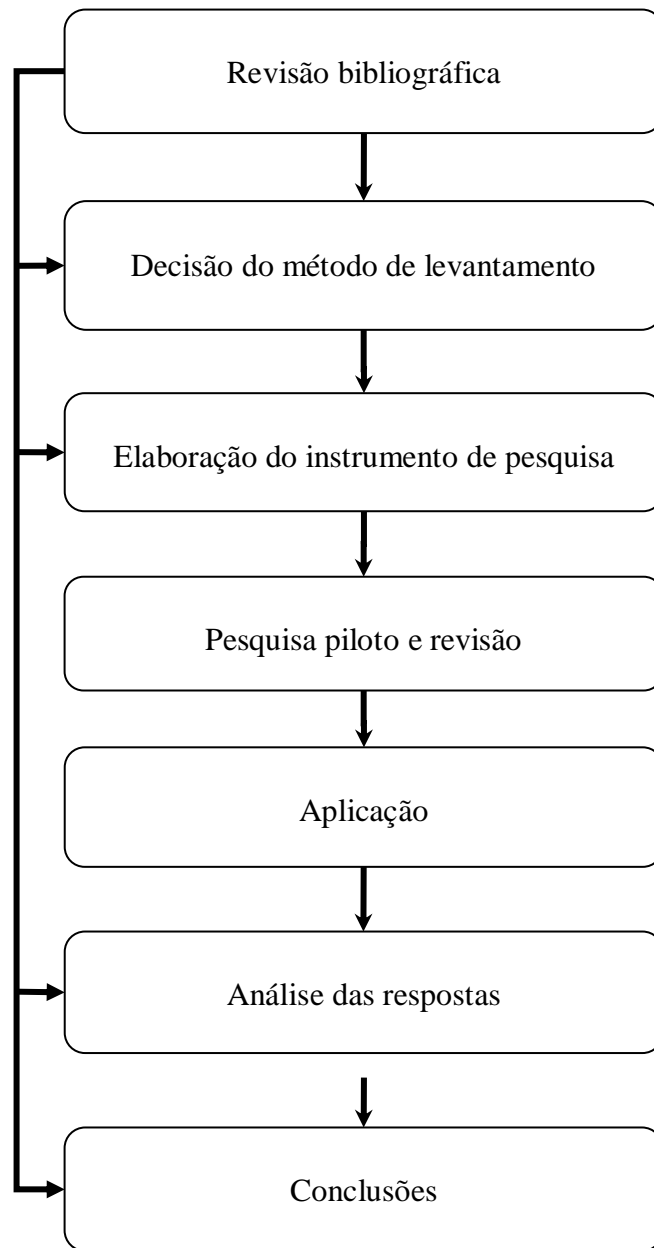 Revisão bibliográfica
Decisão do método de levantamento
Elaboração do instrumento de pesquisa
Pesquisa piloto e revisão
Aplicação
Análise das respostas
Conclusões